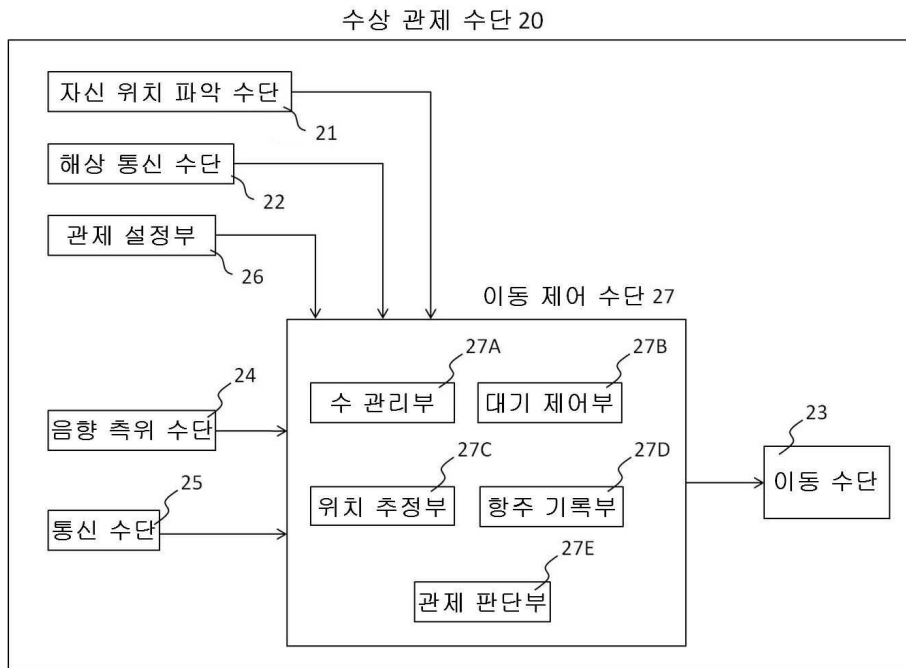 수상 관제 수단 20
자신 위치 파악 수단
21
해상 통신 수단
22
관제 설정부
26
이동 제어 수단 27
27A
27B
수 관리부
대기 제어부
24
음향 측위 수단
23
이동 수단
27C
27D
위치 추정부
항주 기록부
25
통신 수단
27E
관제 판단부